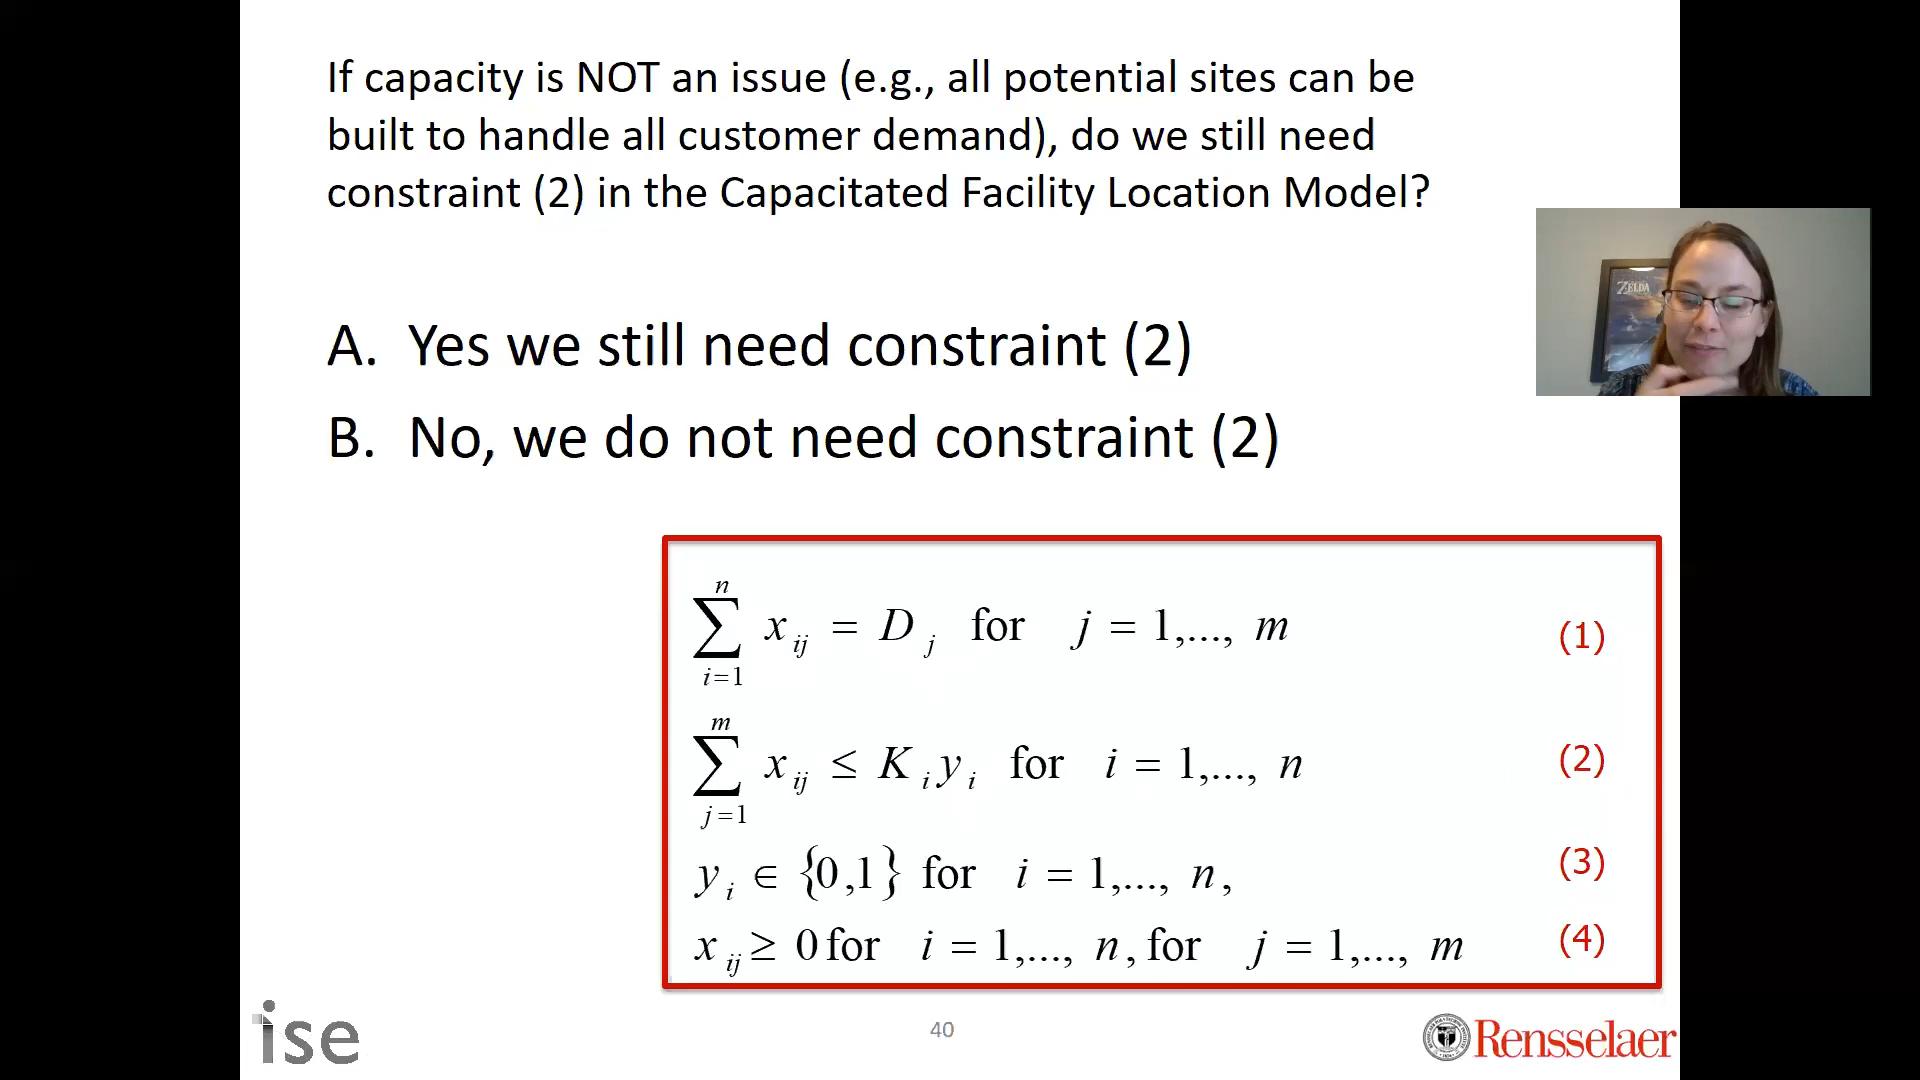 If capacity is NOT an issue (e.g., all potential sites can be
built to handle all customer demand), do we still need
constraint (2) in the Capacitated Facility Location Model?
A. Yes we still need constraint (2)
B. No, we do not need constraint (2)
ZELDA
∑_{i=1}^{n} x_{ij} = D_j for j = 1,..., m (1)
∑_{j=1}^{m} x_{ij} ≤ K_i y_i for i = 1,..., n (2)
y_i ∈ {0,1} for i = 1,..., n, (3)
x_{ij} ≥ 0 for i = 1,..., n, for j = 1,..., m (4)
ise
40
Rensselaer